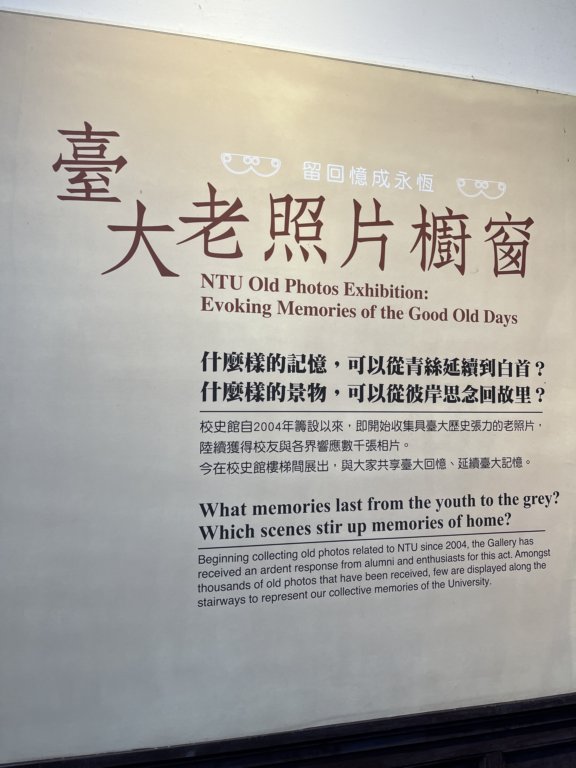 留回憶成永恆
臺大老照片櫥窗
NTU Old Photos Exhibition:
Evoking Memories of the Good Old Days
什麼樣的記憶，可以從青絲延續到白首？
什麼樣的景物，可以從彼岸思念回故里？
校史館自2004年籌設以來，即開始收集具臺大歷史張力的老照片，
陸續獲得校友與各界響應數千張相片。
今在校史館樓梯間展出，與大家共享臺大回憶、延續臺大記憶。
What memories last from the youth to the grey?
Which scenes stir up memories of home?
Beginning collecting old photos related to NTU since 2004, the Gallery has
received an ardent response from alumni and enthusiasts for this act. Amongst
thousands of old photos that have been received, few are displayed along the
stairways to represent our collective memories of the University.